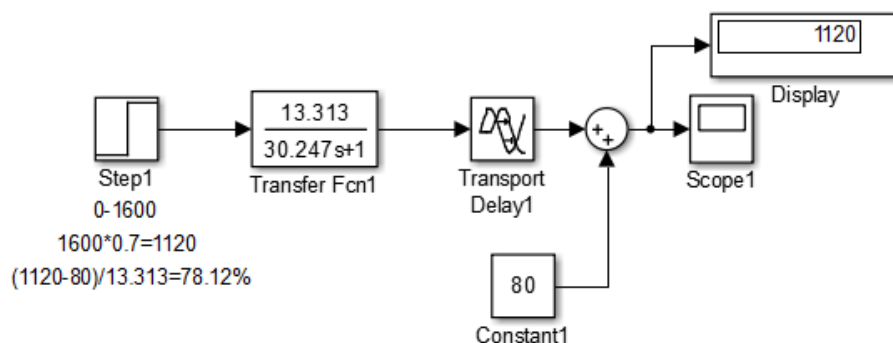 1120
Display
13.313
30.247s+1
Step1
Transfer Fcn1
Transport
Delay1
Scope1
0-1600
1600*0.7=1120
(1120-80)/13.313=78.12%
80
Constant1